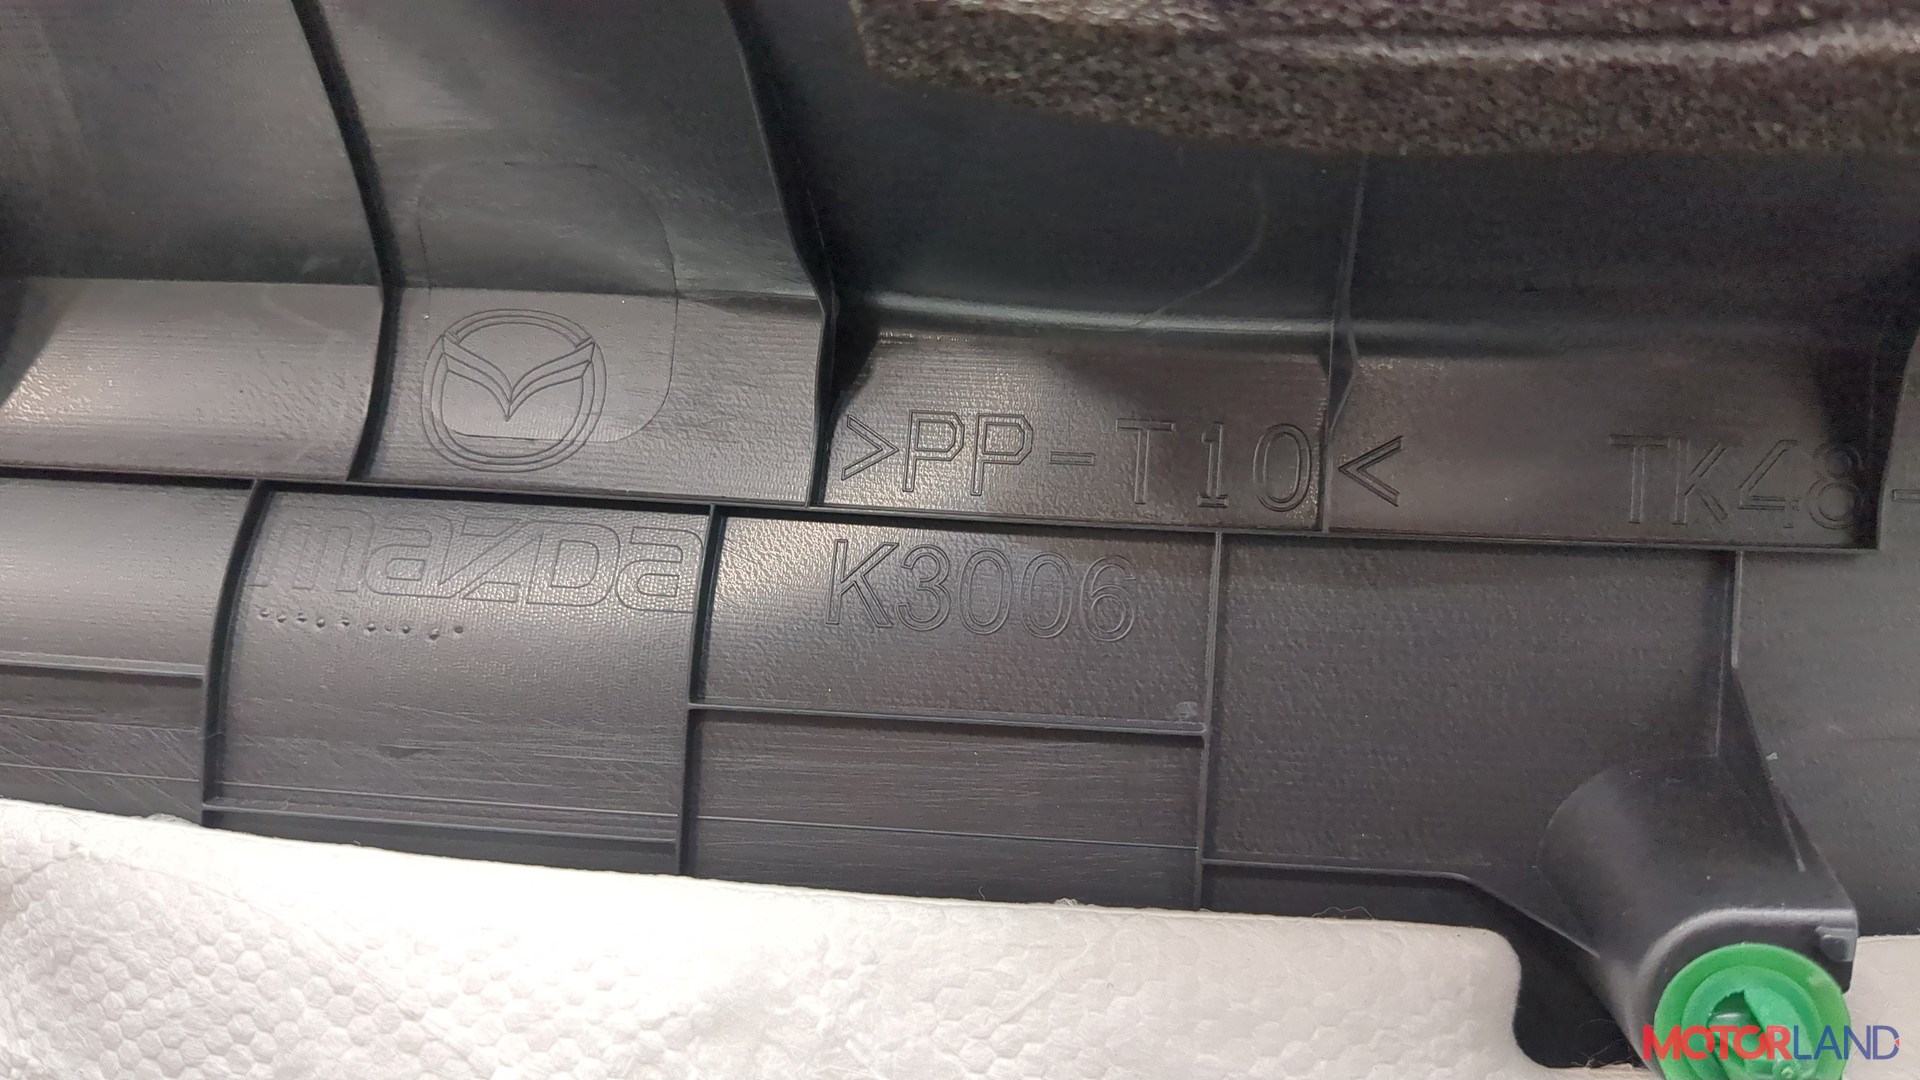 >PP-T10< TK48-
mazda K3006
MOTORLAND